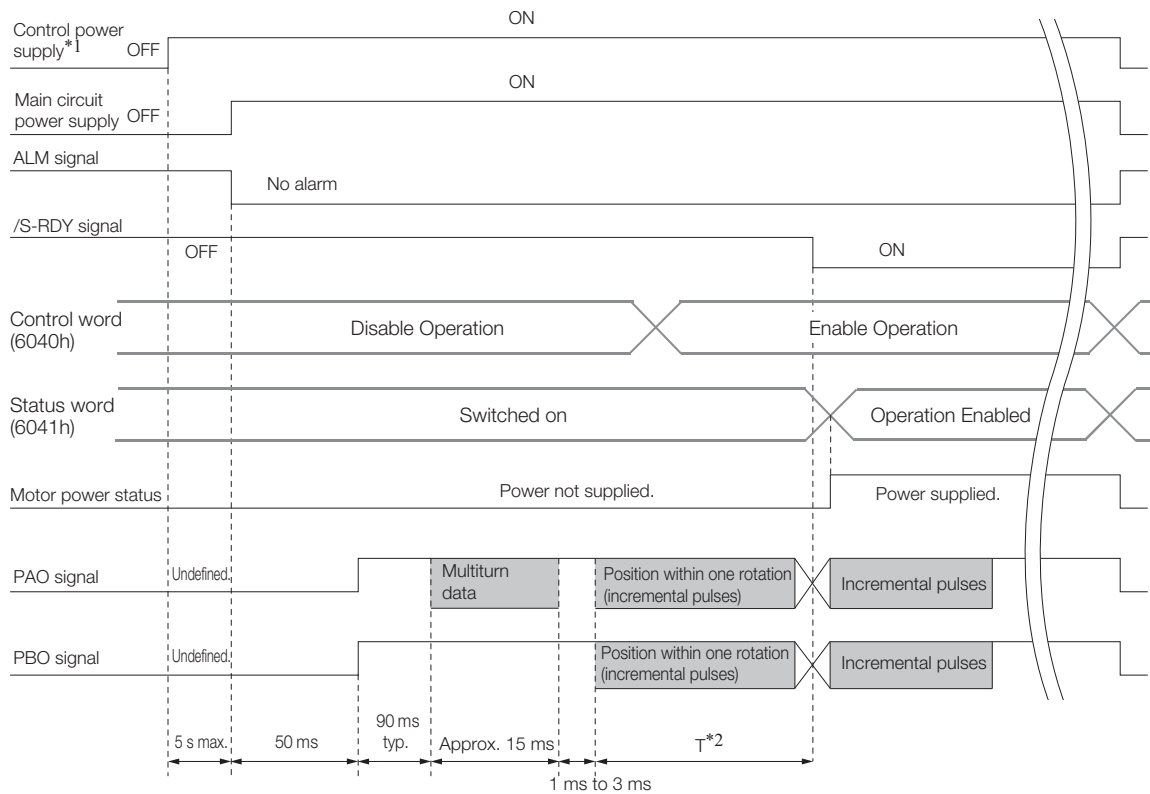 ON
Control power
supply*1 OFF
ON
Main circuit
power supply OFF
ALM signal
No alarm
/S-RDY signal
OFF
ON
Control word
(6040h)
Disable Operation
Enable Operation
Status word
(6041h)
Switched on
Operation Enabled
Motor power status
Power not supplied.
Power supplied.
PAO signal
Undefined.
Multiturn
data
Position within one rotation
(incremental pulses)
Incremental pulses
PBO signal
Undefined.
Position within one rotation
(incremental pulses)
Incremental pulses
5 s max.
50 ms
90 ms
typ.
Approx. 15 ms
T*2
1 ms to 3 ms